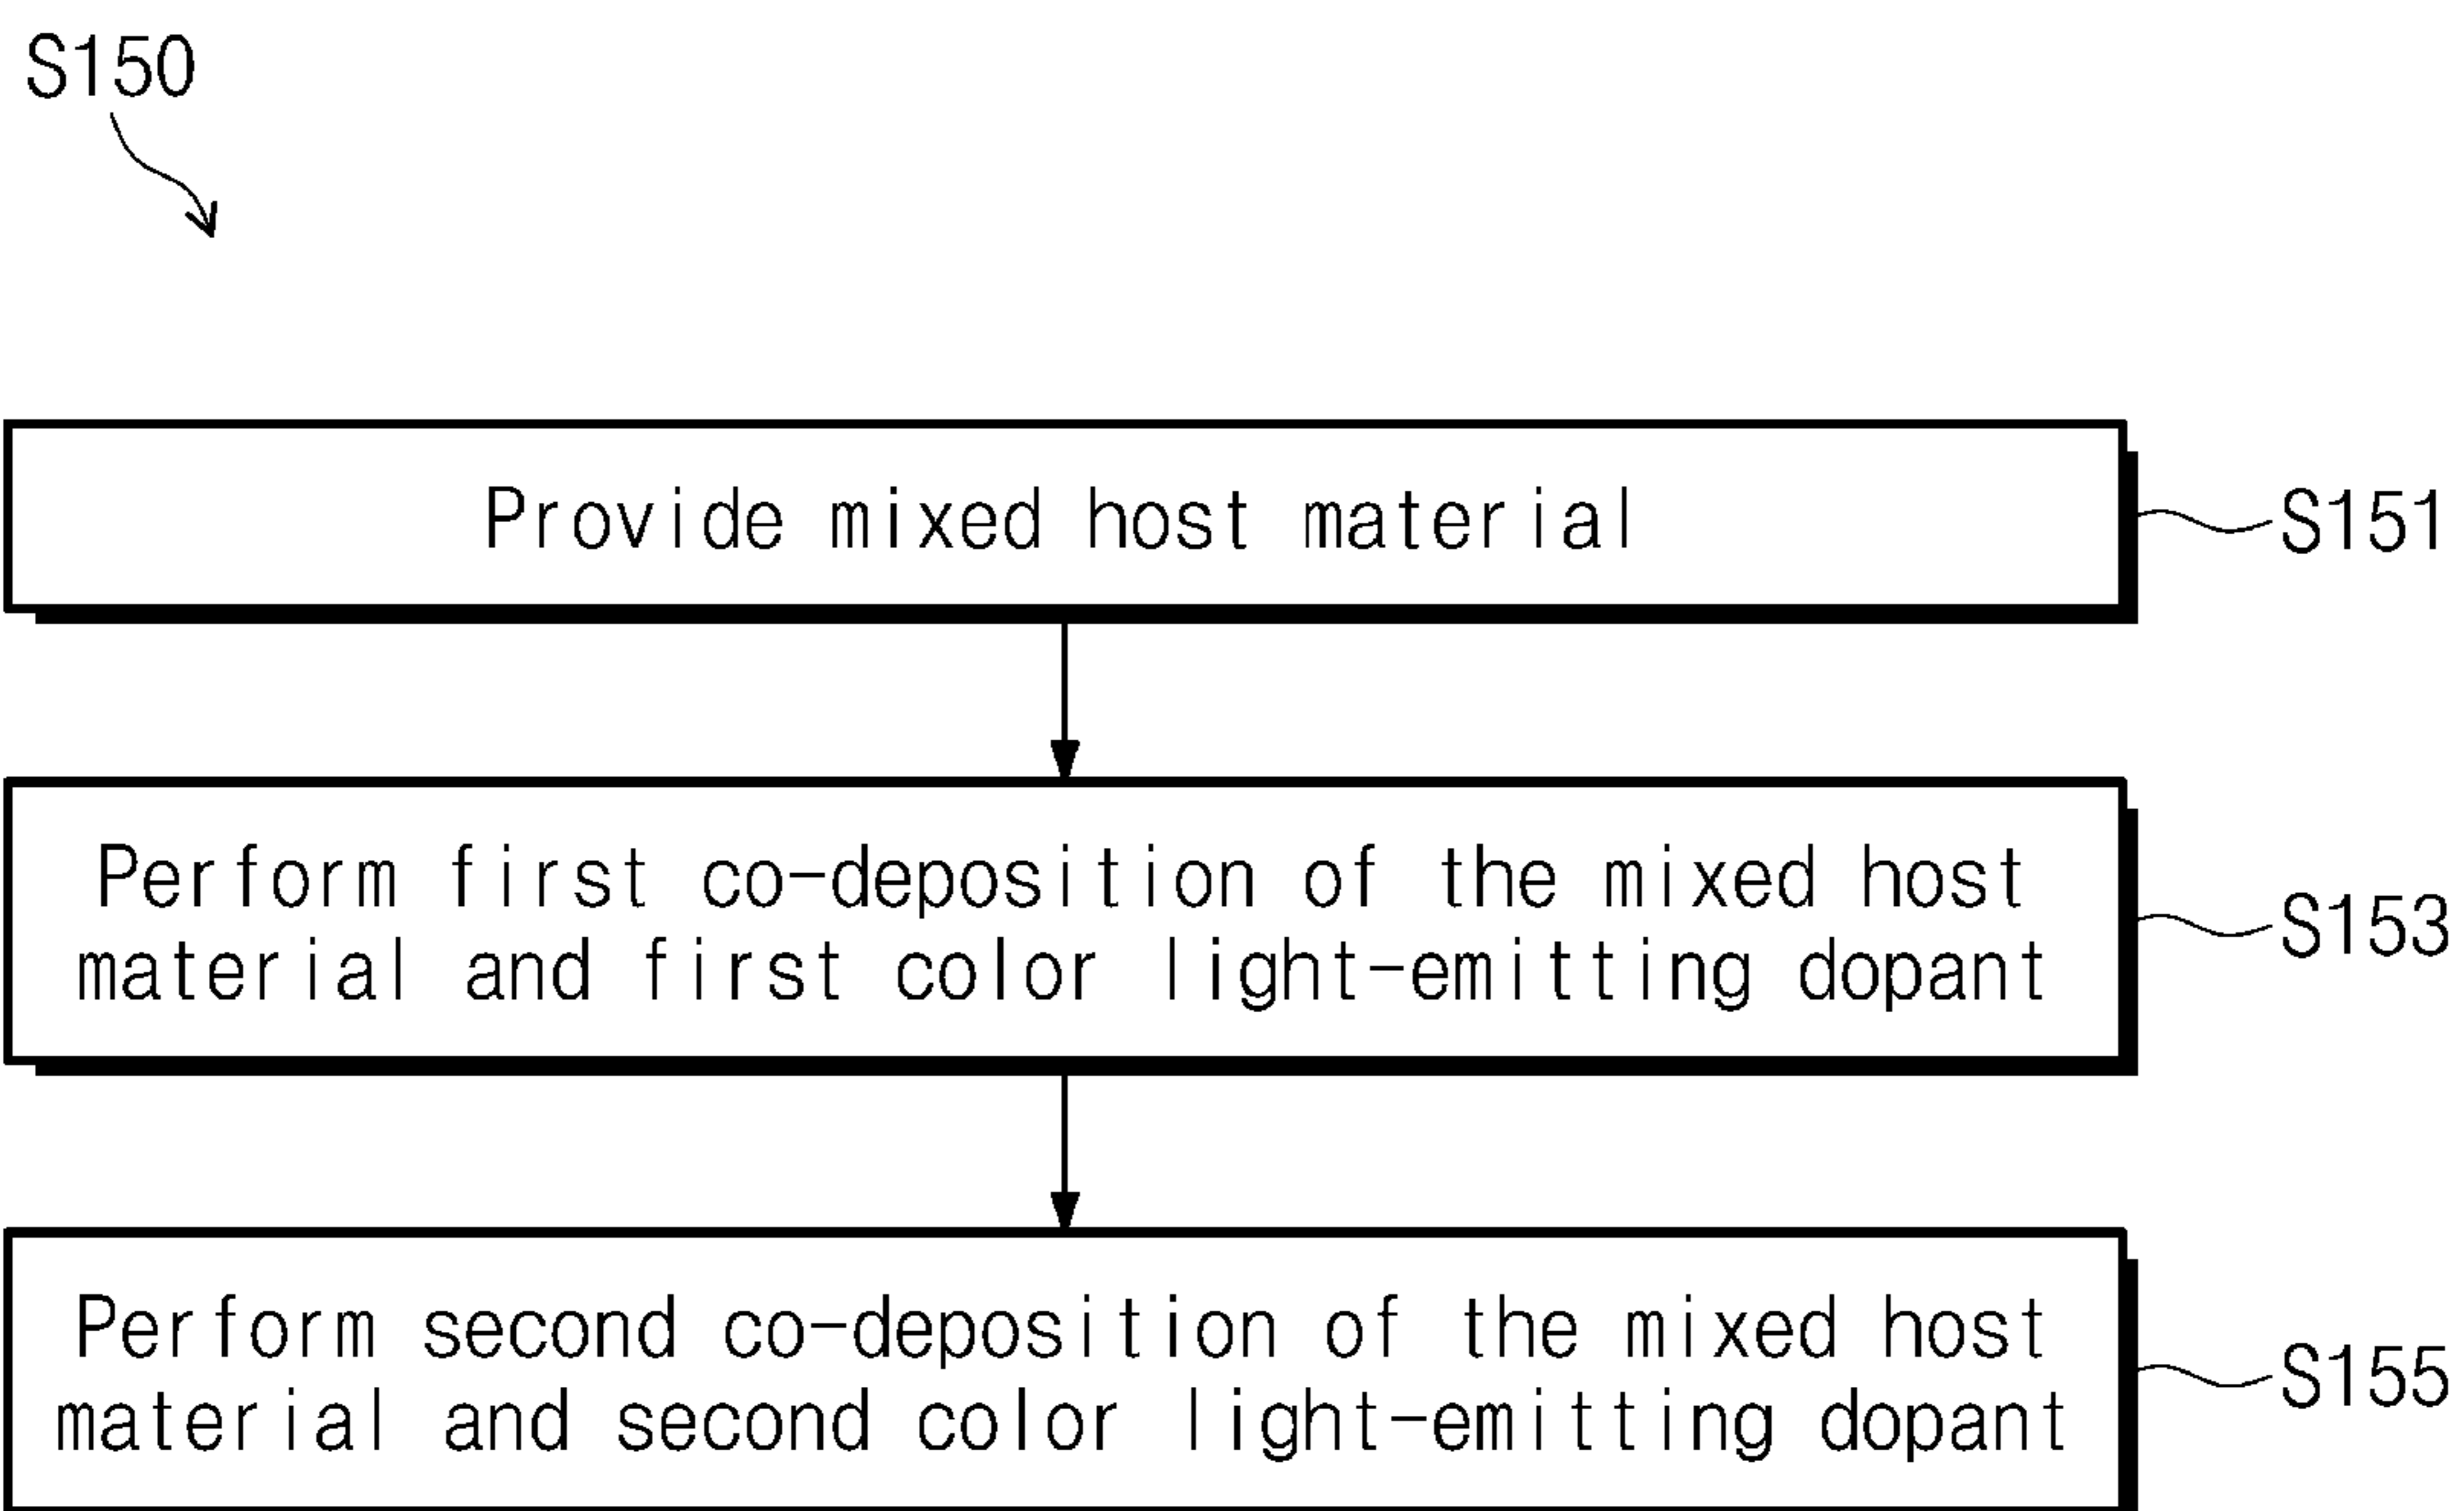 S150
Provide mixed host material
S151
Perform first co-deposition of the mixed host
material and first color light-emitting dopant
S153
Perform second co-deposition of the mixed host
material and second color light-emitting dopant
S155